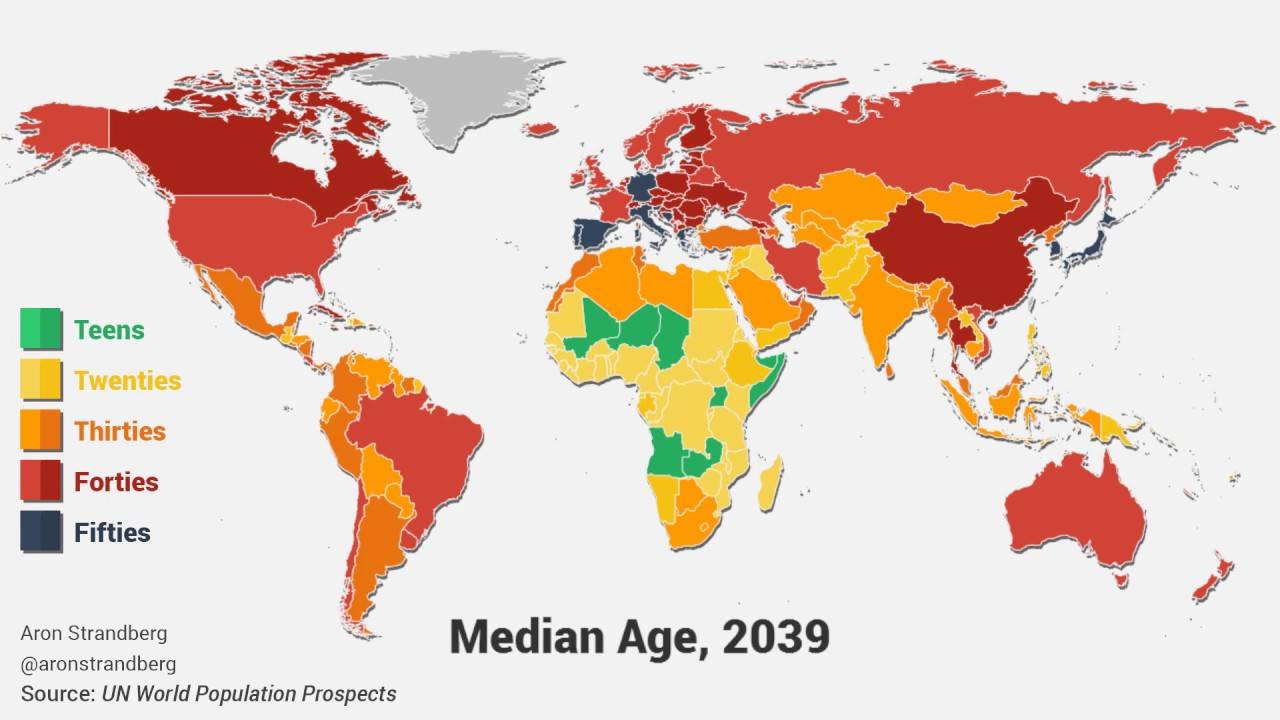 Teens
Twenties
Thirties
Forties
Fifties
Aron Strandberg
@aronstrandberg
Source: UN World Population Prospects
Median Age, 2039